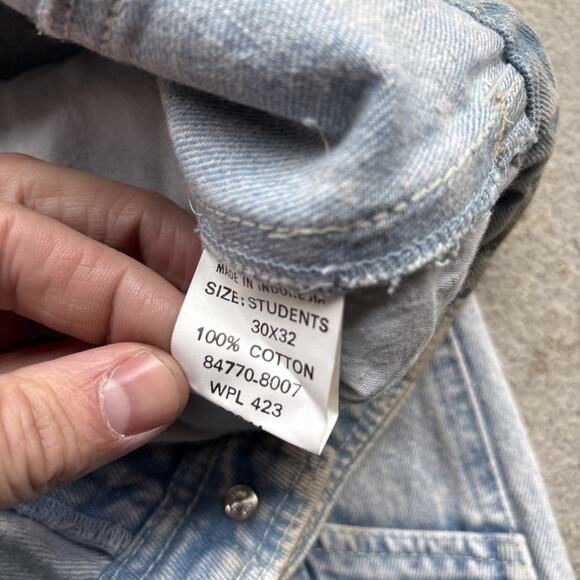 MADE IN INDONESIA
SIZE: STUDENTS
30X32
100% COTTON
84770-8007
WPL 423